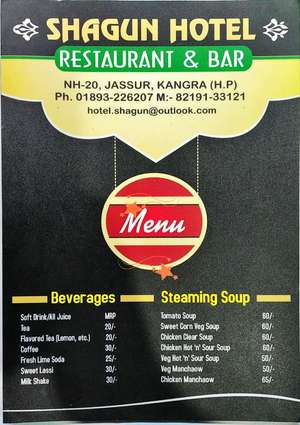 SHAGUN HOTEL
RESTAURANT & BAR
NH-20, JASSUR, KANGRA (H.P)
Ph. 01893-226207 M:- 82191-33121
hotel.shagun@outlook.com
Menu
Beverages
Soft Drink/All Juice MRP
Tea 20/-
Flavored Tea (Lemon, etc.) 20/-
Coffee 30/-
Fresh Lime Soda 25/-
Sweet Lassi 30/-
Milk Shake 30/-
Steaming Soup
Tomato Soup 60/-
Sweet Corn Veg Soup 60/-
Chicken Clear Soup 60/-
Chicken Hot 'n' Sour Soup 60/-
Veg Hot 'n' Sour Soup 50/-
Veg Manchaow 50/-
Chicken Manchaow 65/-